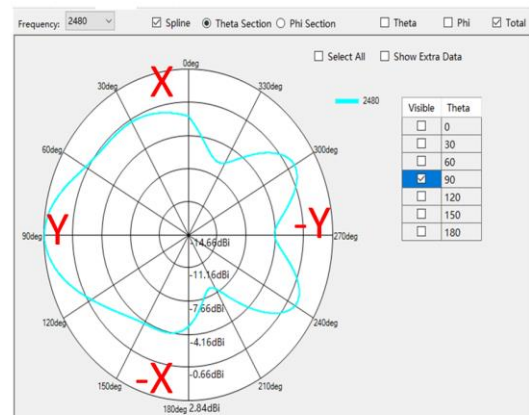 Frequency: 2480 Spline Theta Section Phi Section Theta Phi Total
Select All Show Extra Data
2480
Visible Theta
0
30
60
90
120
150
180
0deg
30deg
330deg
60deg
300deg
90deg
270deg
120deg
240deg
150deg
210deg
180deg
X
Y
-Y
-X
-14.66dBi
-11.16dBi
-7.66dBi
-4.16dBi
-0.66dBi
2.84dBi